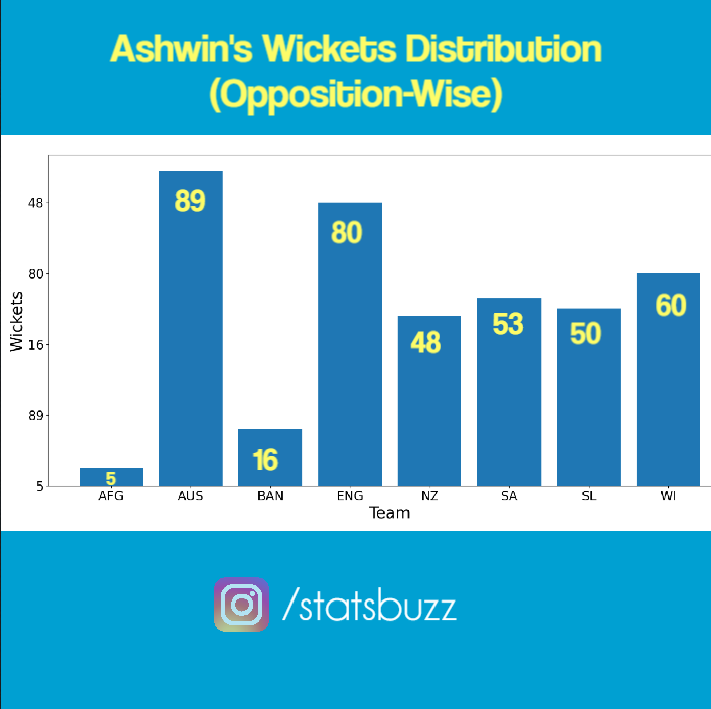 Ashwin's Wickets Distribution
(Opposition-Wise)
48
80
16
89
5
Wickets
5
89
16
80
48
53
50
60
AFG
AUS
BAN
ENG
NZ
SA
SL
WI
Team
/statsbuzz